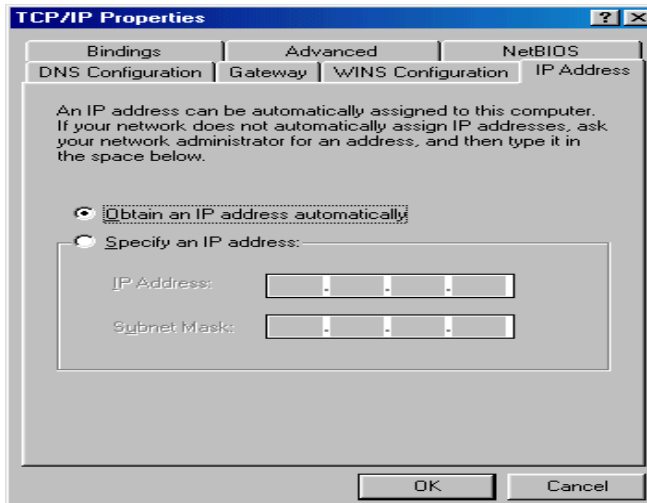 TCP/IP Properties
Bindings Advanced NetBIOS
DNS Configuration Gateway WINS Configuration IP Address
An IP address can be automatically assigned to this computer.
If your network does not automatically assign IP addresses, ask
your network administrator for an address, and then type it in
the space below.
Obtain an IP address automatically
Specify an IP address:
IP Address:
Subnet Mask:
OK Cancel